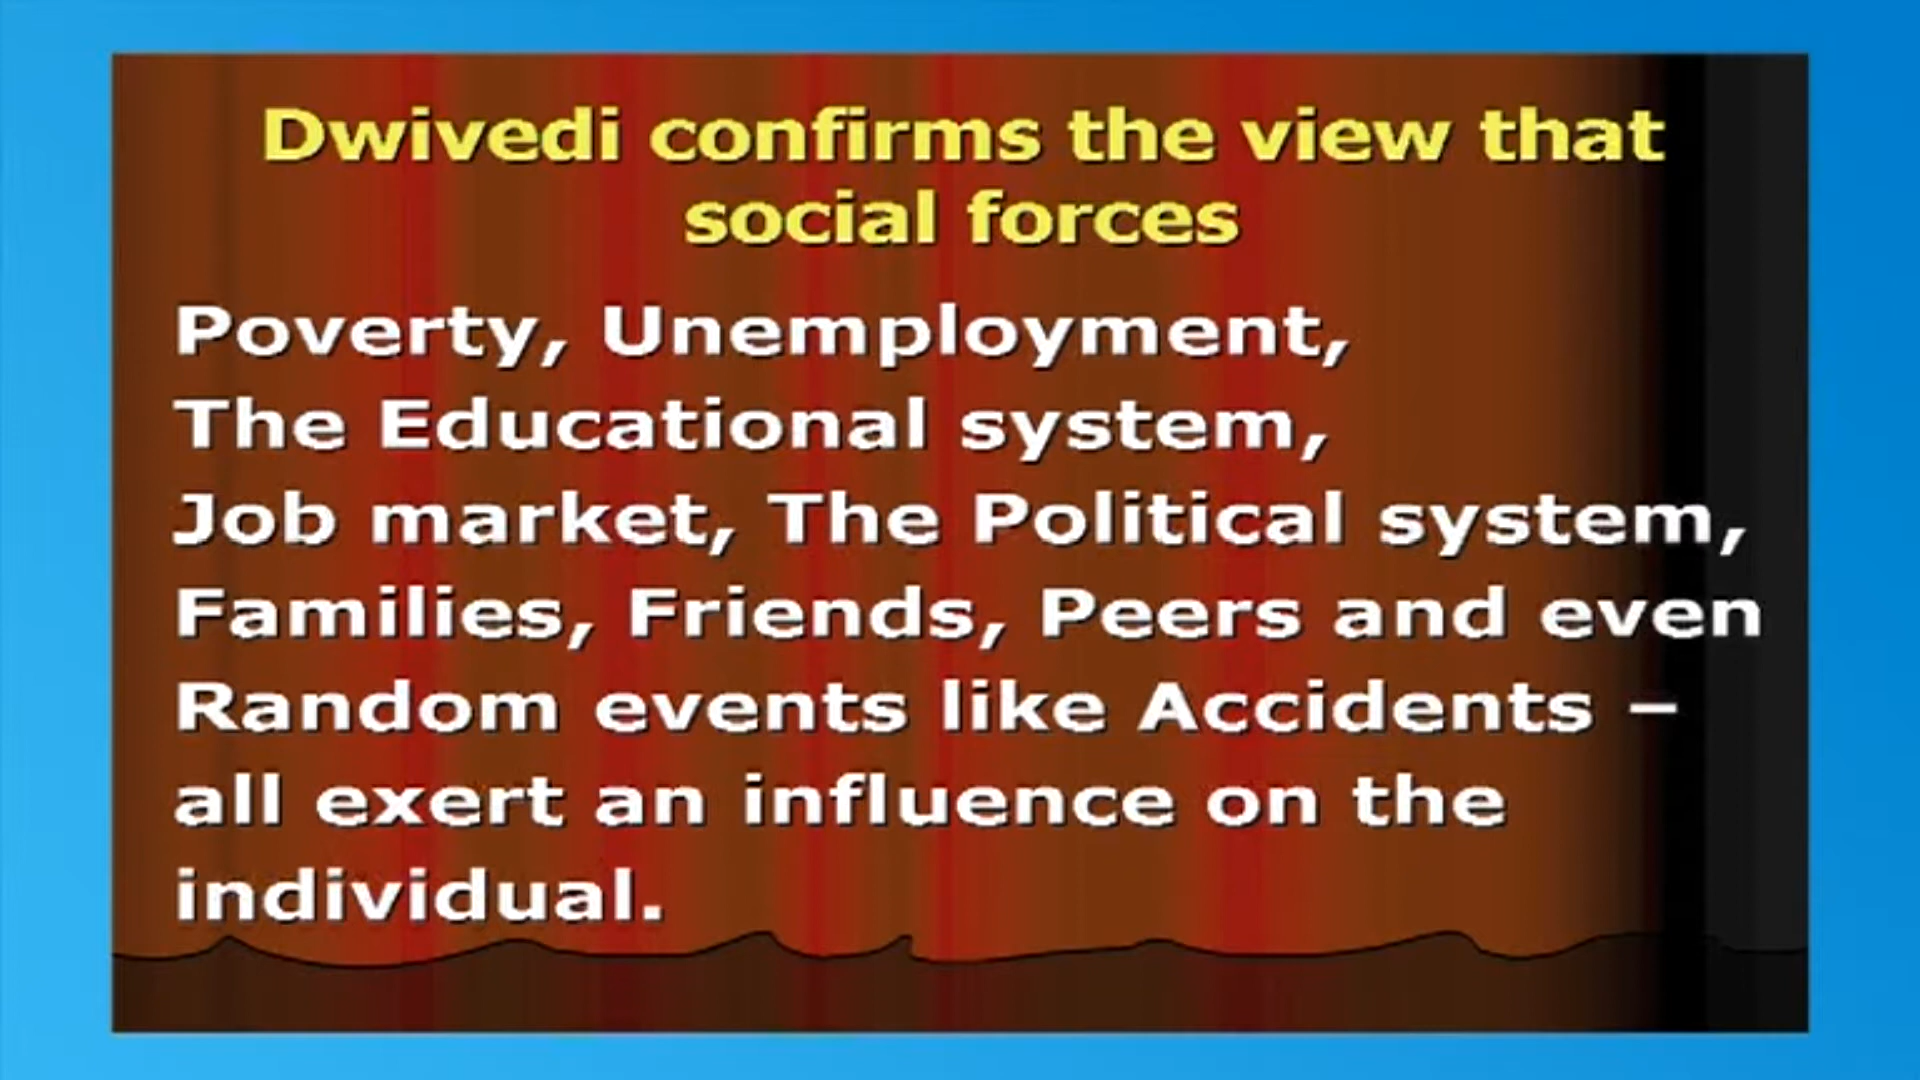 Dwivedi confirms the view that
social forces
Poverty, Unemployment,
The Educational system,
Job market, The Political system,
Families, Friends, Peers and even
Random events like Accidents –
all exert an influence on the
individual.